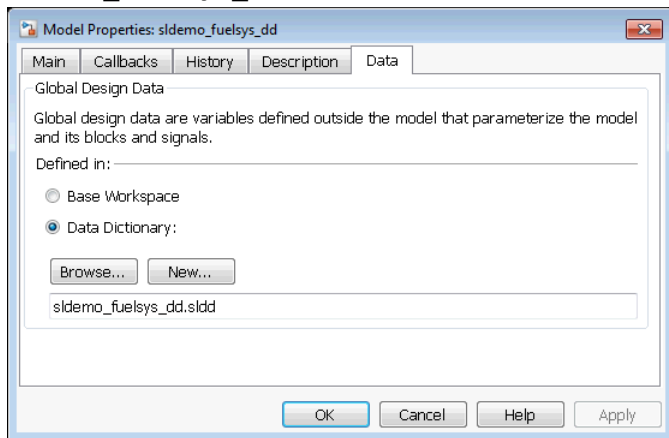 Model Properties: sldemo_fuelsys_dd
Main Callbacks History Description Data
Global Design Data
Global design data are variables defined outside the model that parameterize the model
and its blocks and signals.
Defined in:
Base Workspace
Data Dictionary:
Browse... New...
sldemo_fuelsys_dd.sldd
OK Cancel Help Apply